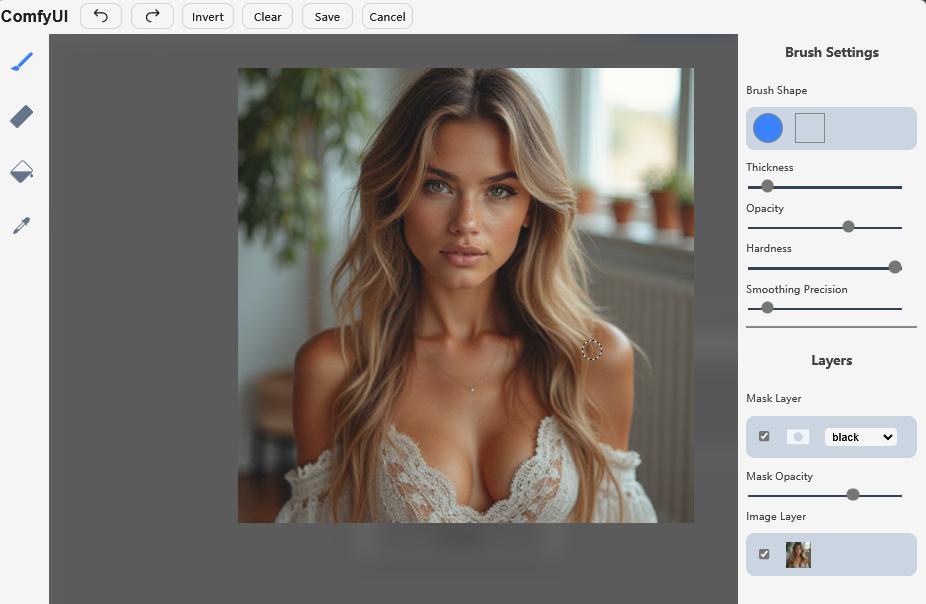 ComfyUI
Invert
Clear
Save
Cancel
Brush Settings
Brush Shape
Thickness
Opacity
Hardness
Smoothing Precision
Layers
Mask Layer
black
Mask Opacity
Image Layer